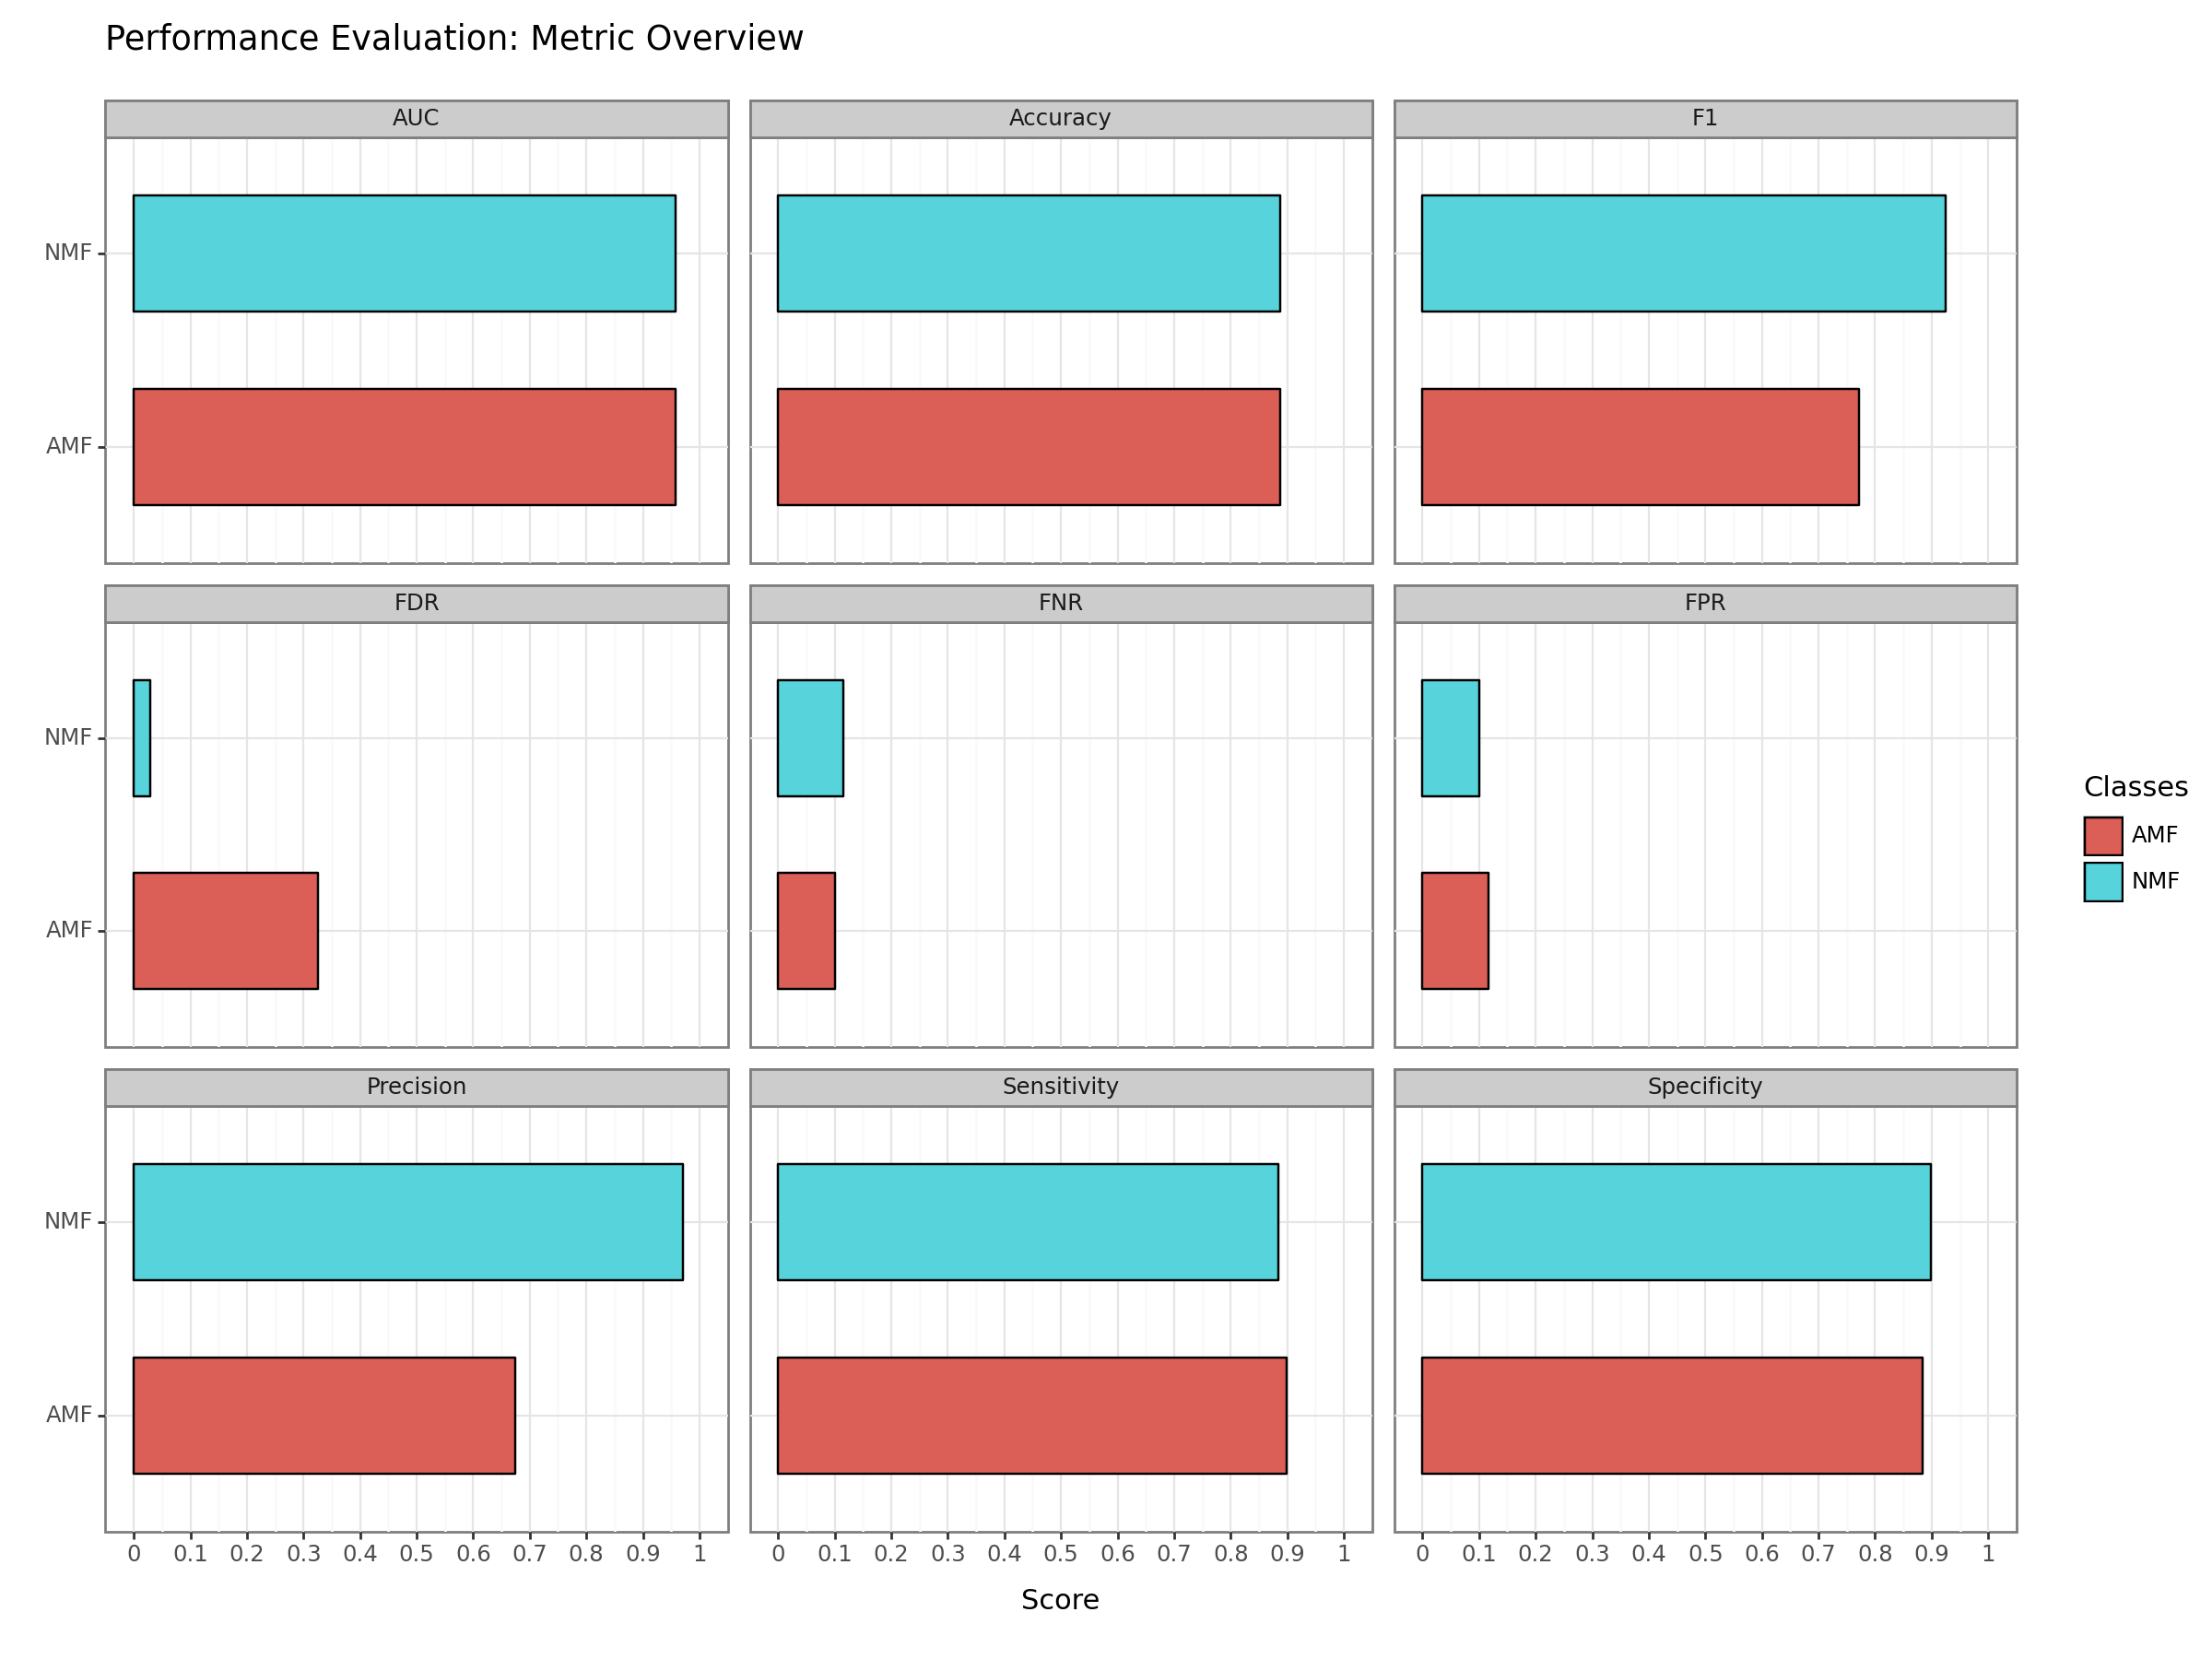 Performance Evaluation: Metric Overview
AUC
Accuracy
F1
NMF
AMF
FDR
FNR
FPR
NMF
AMF
Classes
AMF
NMF
Precision
Sensitivity
Specificity
NMF
AMF
0 0.1 0.2 0.3 0.4 0.5 0.6 0.7 0.8 0.9 1
0 0.1 0.2 0.3 0.4 0.5 0.6 0.7 0.8 0.9 1
0 0.1 0.2 0.3 0.4 0.5 0.6 0.7 0.8 0.9 1
Score